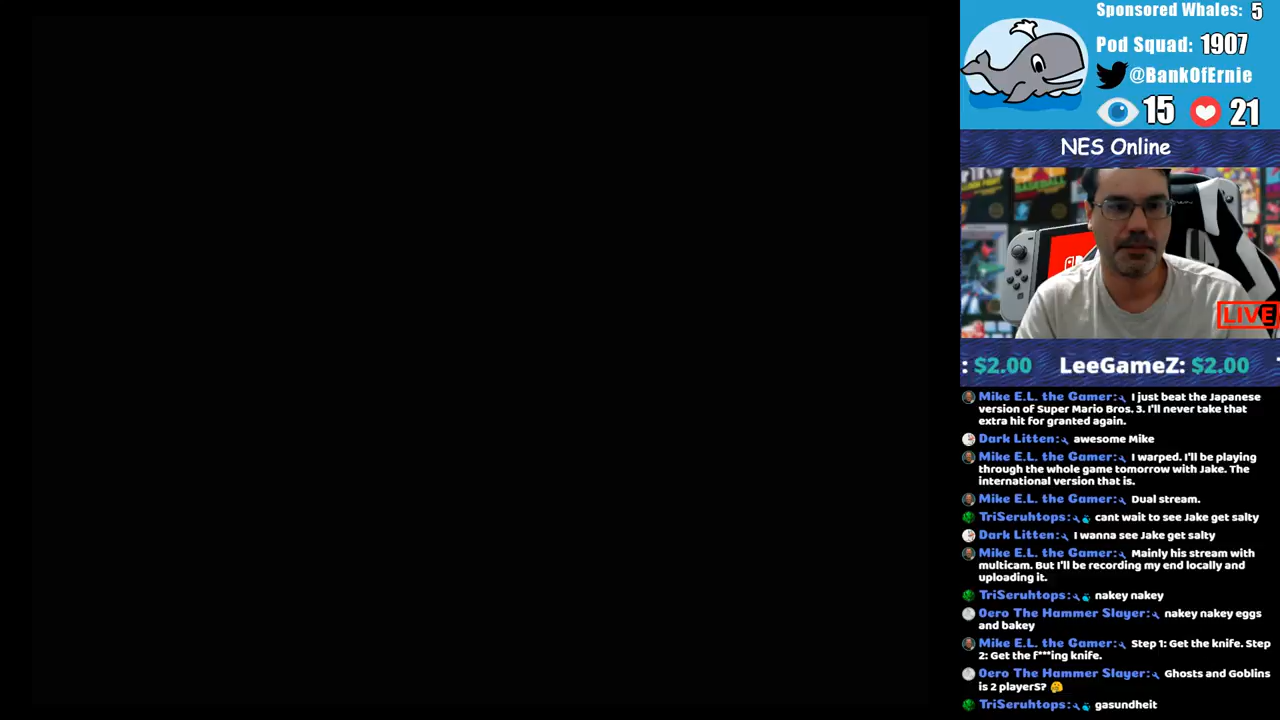 Sponsored Whales: 5
Pod Squad: 1907
@BankOfErnie
15 21
NES Online
LIVE
: $2.00 LeeGameZ: $2.00
Mike E.L. the Gamer: I just beat the Japanese
version of Super Mario Bros. 3. I'll never take that
extra hit for granted again.
Dark Litten: awesome Mike
Mike E.L. the Gamer: I warped. I'll be playing
through the whole game tomorrow with Jake. The
international version that is.
Mike E.L. the Gamer: Dual stream.
TriSeruhtops: cant wait to see Jake get salty
Dark Litten: I wanna see Jake get salty
Mike E.L. the Gamer: Mainly his stream with
multicam. But I'll be recording my end locally and
uploading it.
TriSeruhtops: nakey nakey
0ero The Hammer Slayer: nakey nakey eggs
and bakey
Mike E.L. the Gamer: Step 1: Get the knife. Step
2: Get the f***ing knife.
0ero The Hammer Slayer: Ghosts and Goblins
is 2 playerS? 🤔
TriSeruhtops: gasundheit